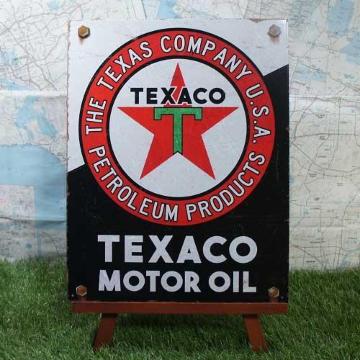 THE TEXAS COMPANY U.S.A.
TEXACO
T
PETROLEUM PRODUCTS
TEXACO
MOTOR OIL